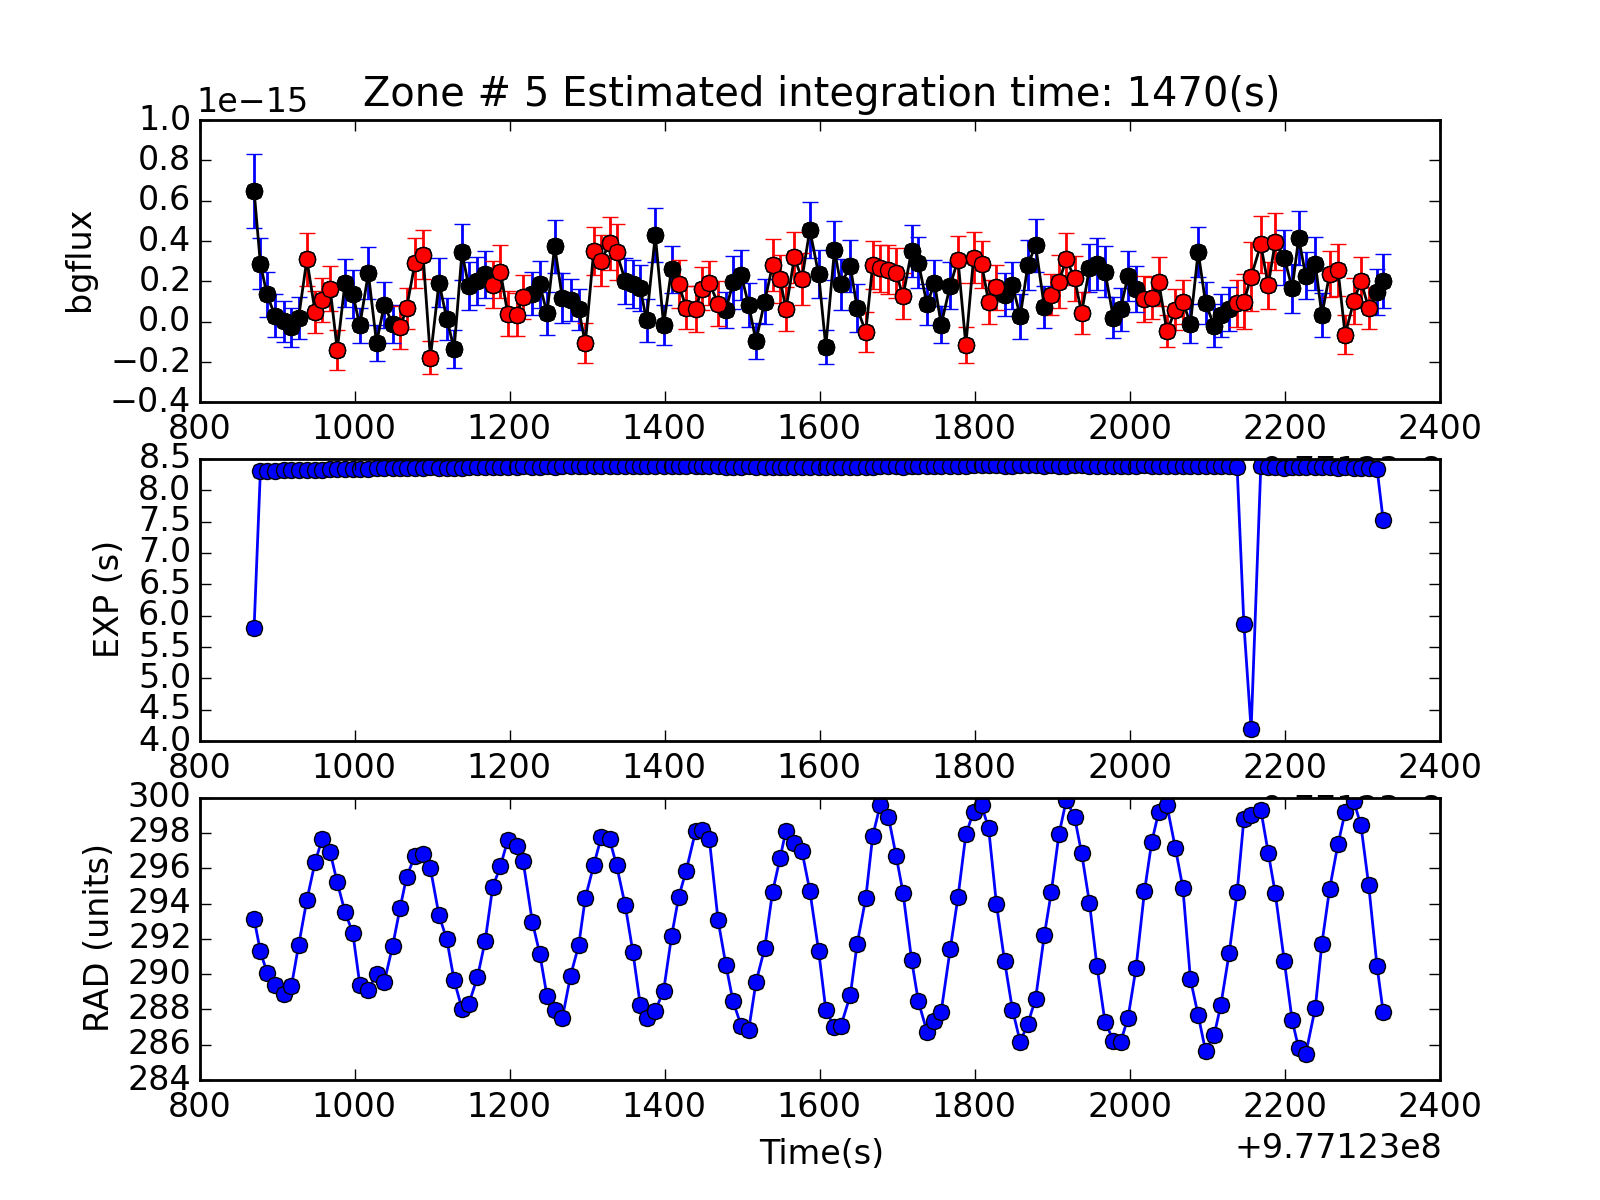 Zone # 5 Estimated integration time: 1470(s)
1e−15
1.0
0.8
0.6
0.4
0.2
0.0
−0.2
−0.4
bgflux
800 1000 1200 1400 1600 1800 2000 2200 2400
8.5
8.0
7.5
7.0
6.5
6.0
5.5
5.0
4.5
4.0
EXP (s)
800 1000 1200 1400 1600 1800 2000 2200 2400
300
298
296
294
292
290
288
286
284
RAD (units)
800 1000 1200 1400 1600 1800 2000 2200 2400
Time(s)
+9.77123e8